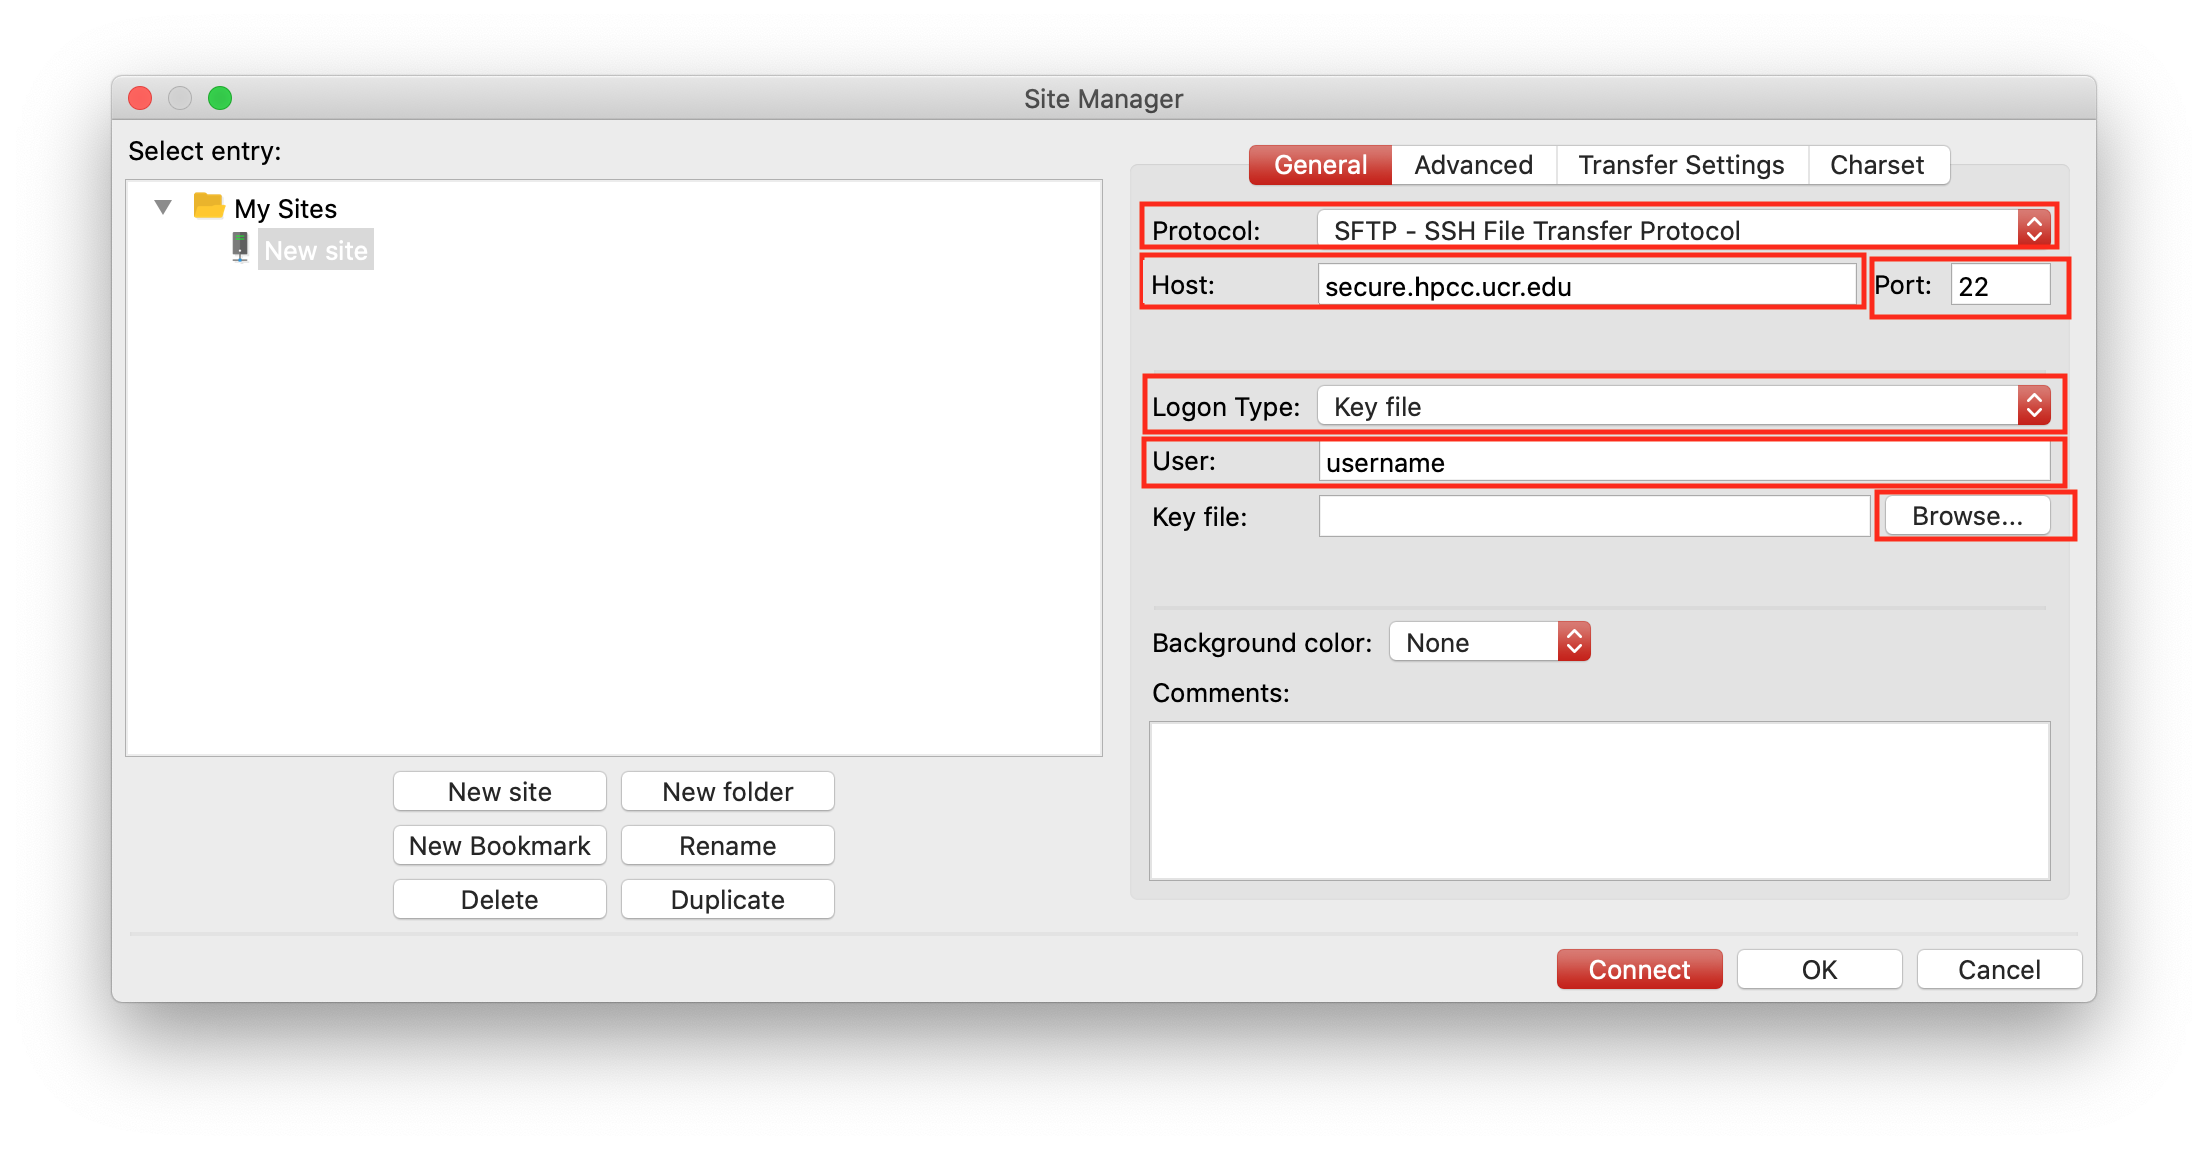 Site Manager
Select entry:
My Sites
New site
General Advanced Transfer Settings Charset
Protocol: SFTP - SSH File Transfer Protocol
Host: secure.hpcc.ucr.edu Port: 22
Logon Type: Key file
User: username
Key file: Browse...
Background color: None
Comments:
New site New folder
New Bookmark Rename
Delete Duplicate
Connect OK Cancel